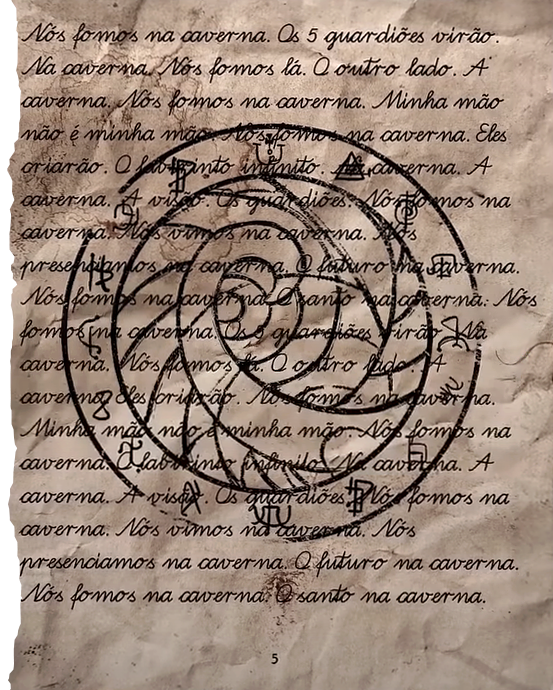 Nós fomos na caverna. Os 5 guardiões virão.
Na caverna. Nós fomos lá. O outro lado. A
caverna. Nós fomos na caverna. Minha mão
não é minha mão. Nós fomos na caverna. Eles
criarão. O labirinto infinito. Na caverna. A
caverna. A visão. Os guardiões. Nós fomos na
caverna. Nós vimos na caverna. Nós
presenciamos na caverna. O futuro na caverna.
Nós fomos na caverna. O santo na caverna. Nós
fomos na caverna. Os 5 guardiões virão. Na
caverna. Nós fomos lá. O outro lado. A
caverna. Eles criarão. Nós fomos na caverna.
Minha mão não é minha mão. Nós fomos na
caverna. O labirinto infinito. Na caverna. A
caverna. A visão. Os guardiões. Nós fomos na
caverna. Nós vimos na caverna. Nós
presenciamos na caverna. O futuro na caverna.
Nós fomos na caverna. O santo na caverna.
5